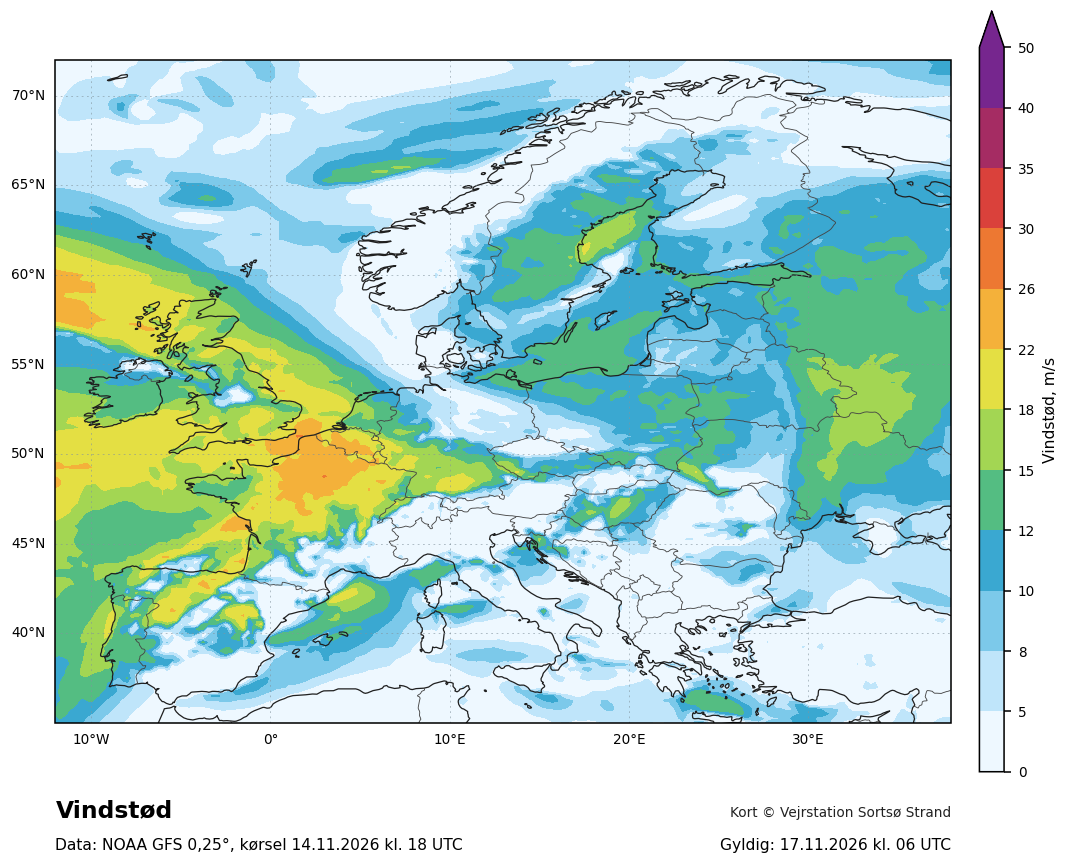 50
40
35
30
26
22
18
15
12
10
8
5
0
Vindstød, m/s
70°N
65°N
60°N
55°N
50°N
45°N
40°N
10°W
0°
10°E
20°E
30°E
Vindstød
Kort © Vejrstation Sortsø Strand
Data: NOAA GFS 0,25°, kørsel 14.11.2026 kl. 18 UTC
Gyldig: 17.11.2026 kl. 06 UTC